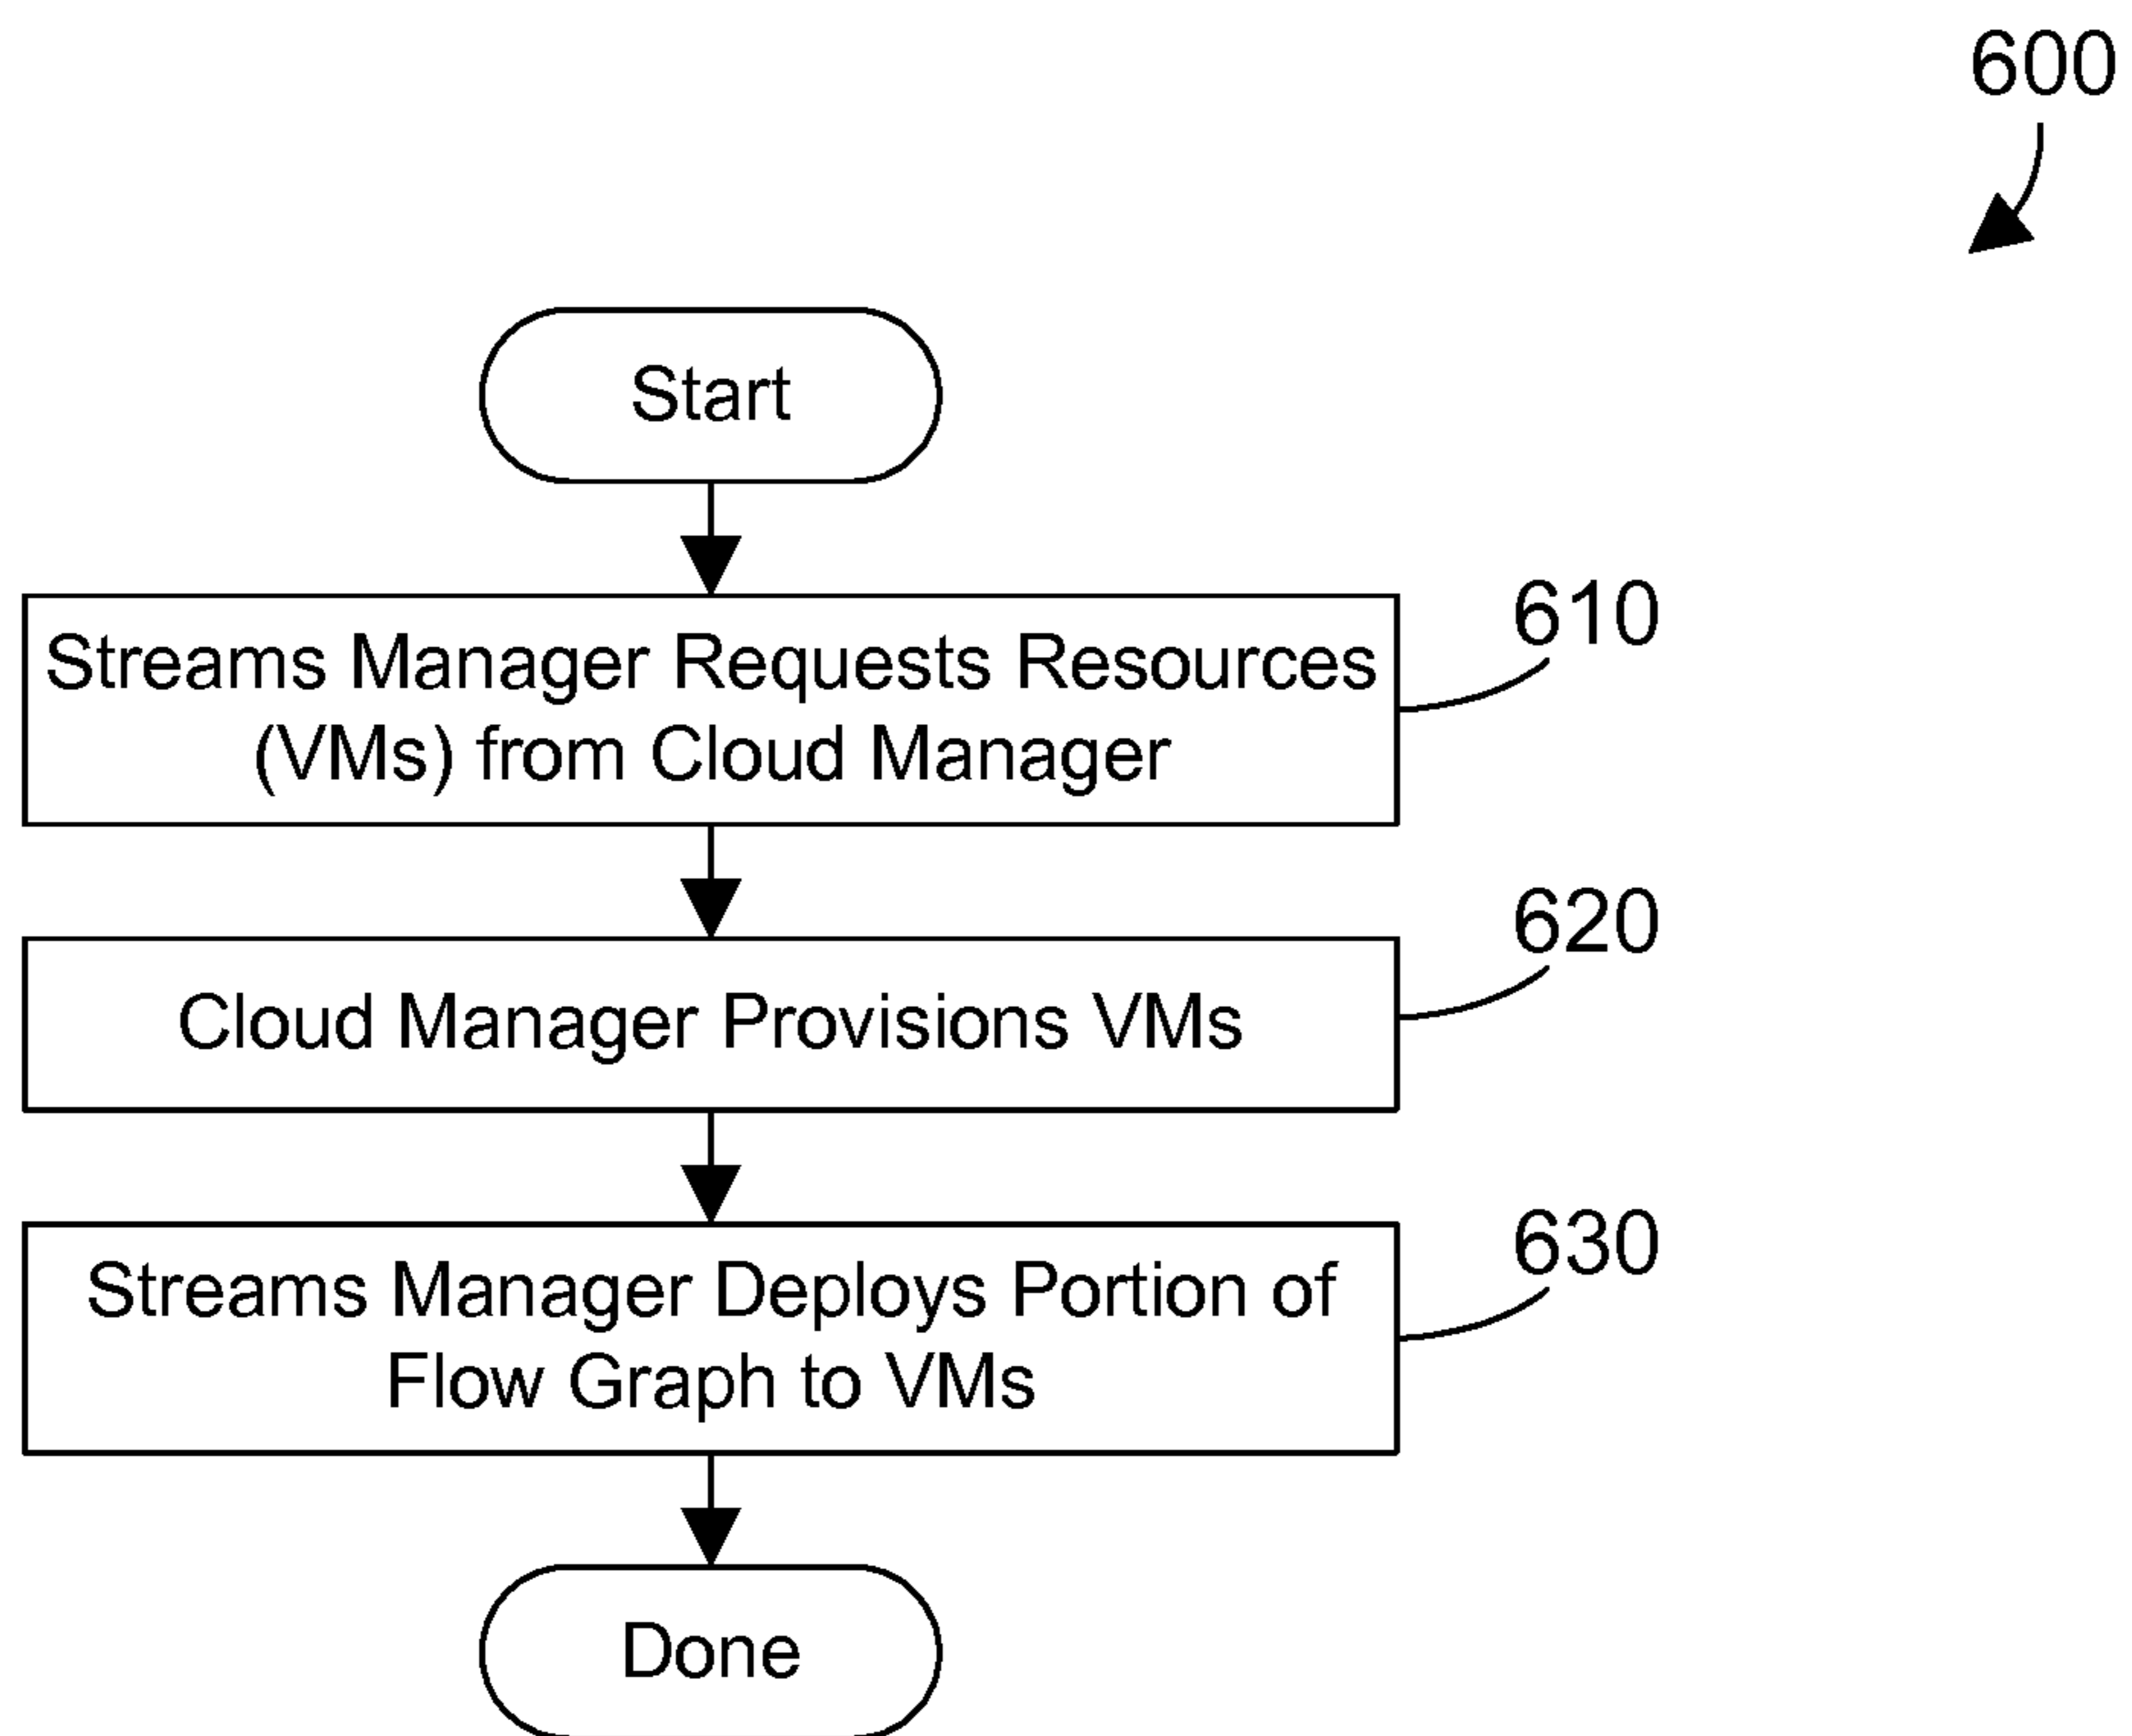 600
Start
610
Streams Manager Requests Resources
(VMs) from Cloud Manager
620
Cloud Manager Provisions VMs
630
Streams Manager Deploys Portion of
Flow Graph to VMs
Done